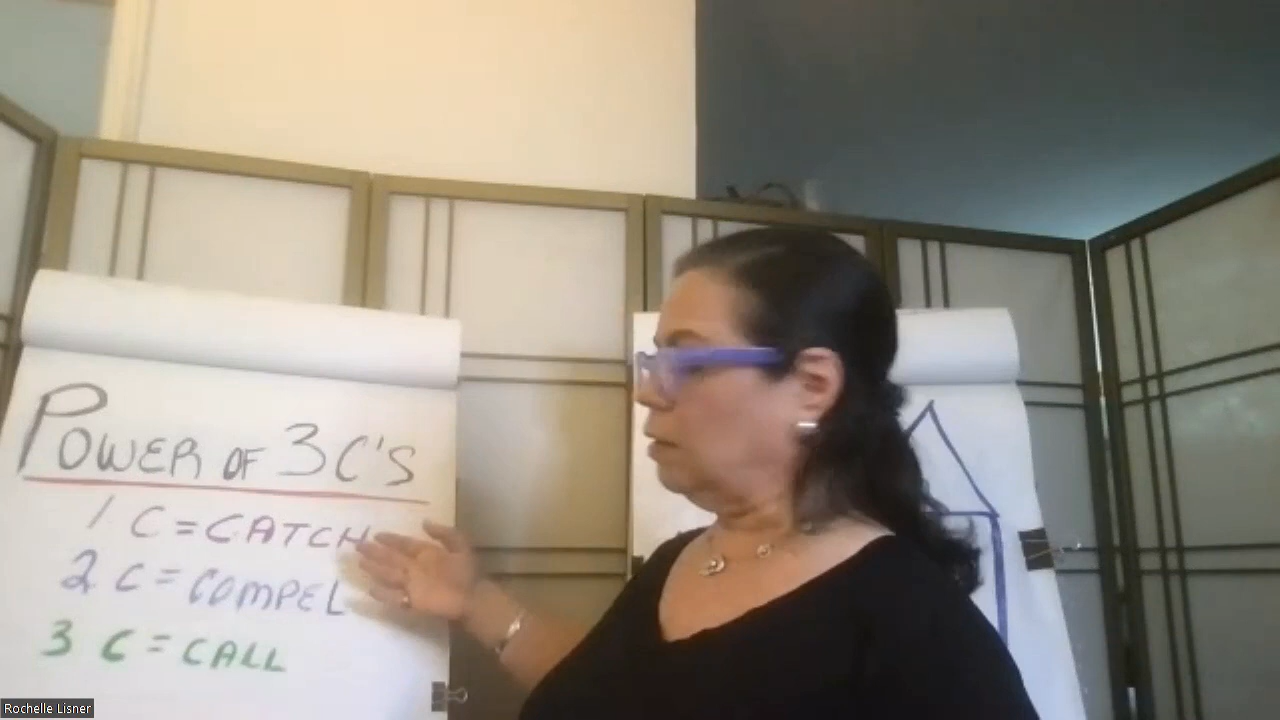 POWER OF 3 C'S
1 C = CATCH
2 C = COMPEL
3 C = CALL
Rochelle Lisner